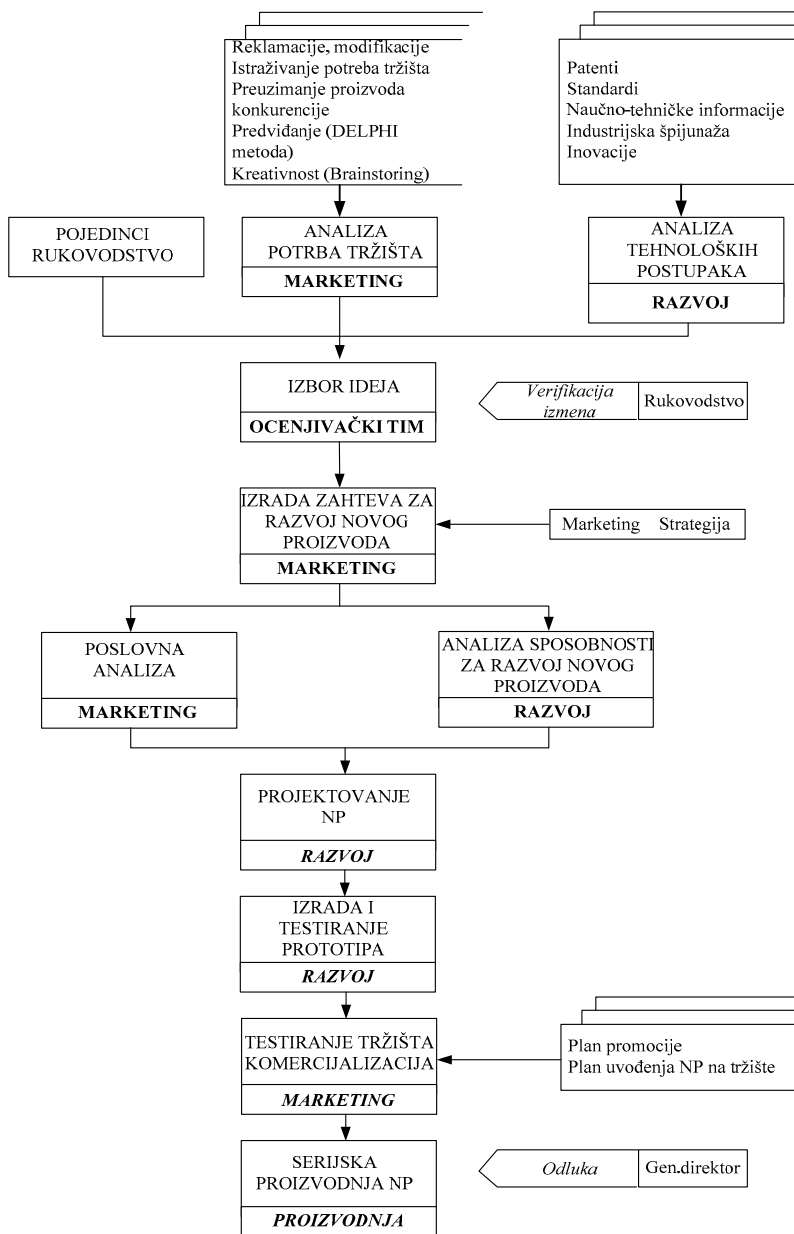 Reklamacije, modifikacije
Istraživanje potreba tržišta
Preuzimanje proizvoda
konkurencije
Predviđanje (DELPHI
metoda)
Kreativnost (Brainstoring)
Patenti
Standardi
Naučno-tehničke informacije
Industrijska špijunaža
Inovacije
POJEDINCI
RUKOVODSTVO
ANALIZA
POTRBA TRŽIŠTA
MARKETING
ANALIZA
TEHNOLOŠKIH
POSTUPAKA
RAZVOJ
IZBOR IDEJA
OCENJIVAČKI TIM
Verifikacija
izmena
Rukovodstvo
IZRADA ZAHTEVA ZA
RAZVOJ NOVOG
PROIZVODA
MARKETING
Marketing Strategija
POSLOVNA
ANALIZA
MARKETING
ANALIZA SPOSOBNOSTI
ZA RAZVOJ NOVOG
PROIZVODA
RAZVOJ
PROJEKTOVANJE
NP
RAZVOJ
IZRADA I
TESTIRANJE
PROTOTIPA
RAZVOJ
TESTIRANJE TRŽIŠTA
KOMERCIJALIZACIJA
MARKETING
Plan promocije
Plan uvođenja NP na tržište
SERIJSKA
PROIZVODNJA NP
PROIZVODNJA
Odluka
Gen.direktor